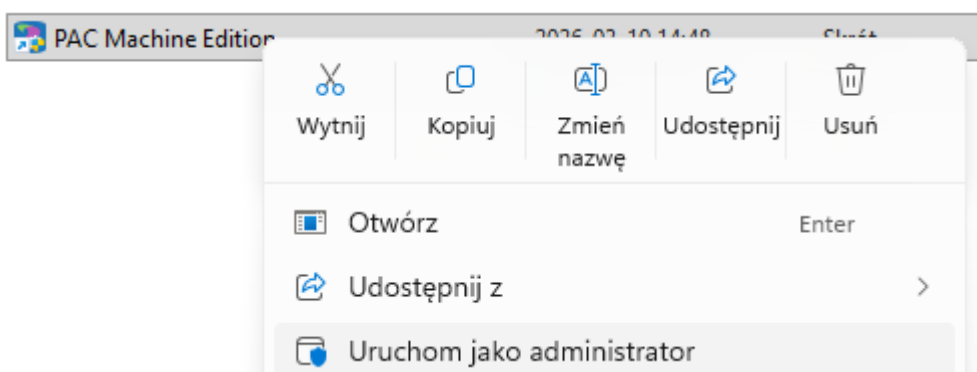 PAC Machine Edition
Wytnij
Kopiuj
Zmień
nazwę
Udostępnij
Usuń
Otwórz
Enter
Udostępnij z
Uruchom jako administrator